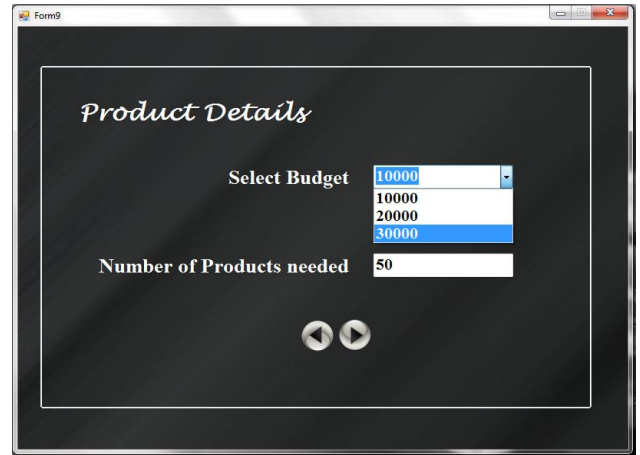 Form9
Product Details
Select Budget 10000
10000
20000
30000
Number of Products needed 50